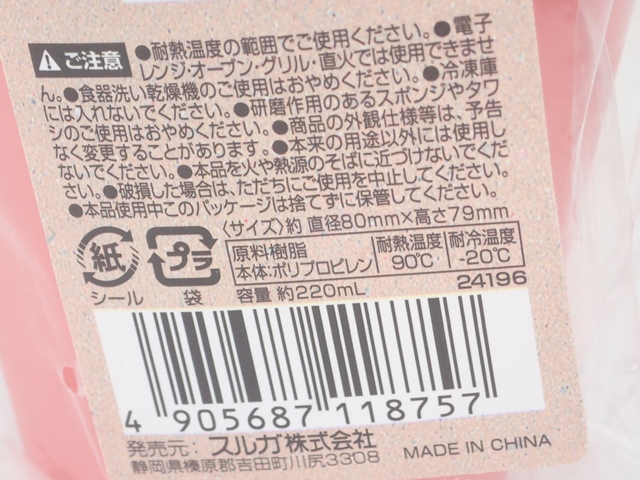 ⚠ ご注意
●耐熱温度の範囲でご使用ください。●電子
レンジ・オーブン・グリル・直火では使用できませ
ん。●食器洗い乾燥機のご使用はおやめください。●冷凍庫
には入れないでください。●研磨作用のあるスポンジやタワ
シのご使用はおやめください。●商品の外観仕様等は、予告
なく変更することがあります。●本来の用途以外には使用し
ないでください。●本品を火や熱源のそばに近づけないでくだ
さい。●破損した場合は、ただちにご使用を中止してください。
●本品使用中このパッケージは捨てずに保管してください。
〈サイズ〉約 直径80mm×高さ79mm
紙
シール
プラ
袋
原料樹脂
本体:ポリプロピレン
耐熱温度
90℃
耐冷温度
-20℃
容量 約220mL
24196
4 905687 118757
発売元: スルガ株式会社
静岡県榛原郡吉田町川尻3308
MADE IN CHINA